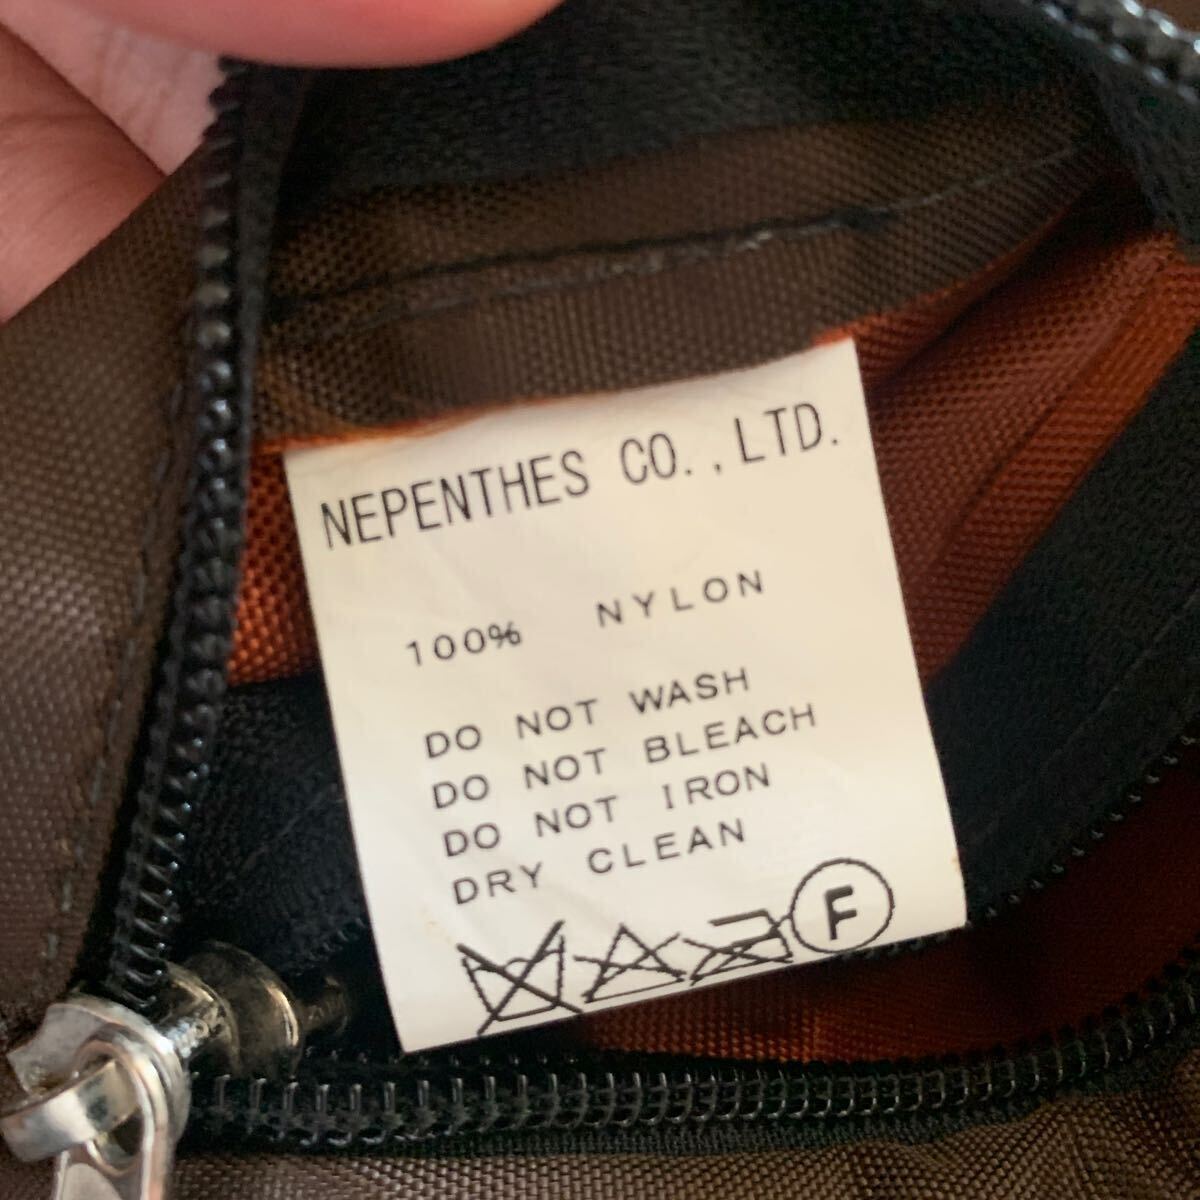 NEPENTHES CO.,LTD.
100% NYLON
DO NOT WASH
DO NOT BLEACH
DO NOT IRON
DRY CLEAN
F